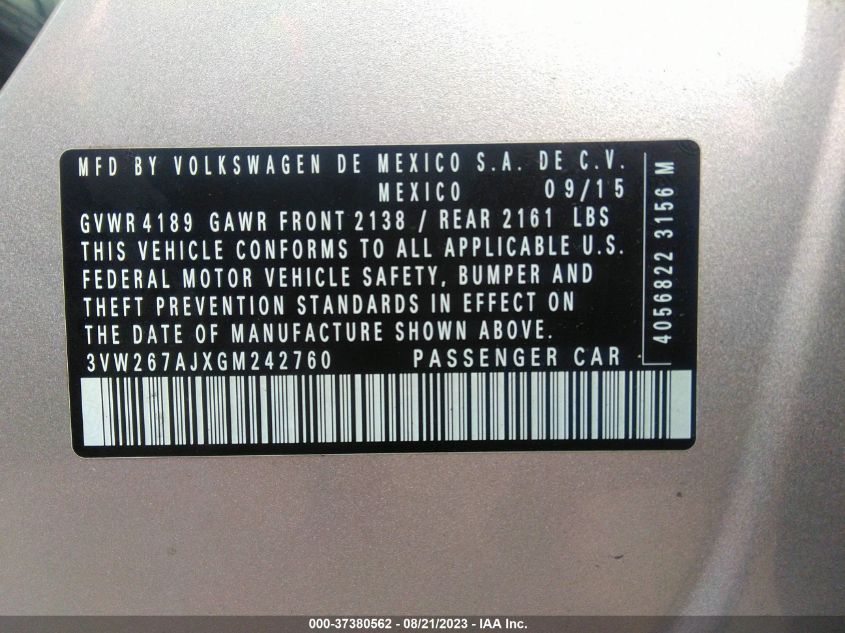 MFD BY VOLKSWAGEN DE MEXICO S.A. DE C.V.
MEXICO 09/15
GVWR 4189 GAWR FRONT 2138 / REAR 2161 LBS
THIS VEHICLE CONFORMS TO ALL APPLICABLE U.S.
FEDERAL MOTOR VEHICLE SAFETY, BUMPER AND
THEFT PREVENTION STANDARDS IN EFFECT ON
THE DATE OF MANUFACTURE SHOWN ABOVE.
3VW267AJXGM242760 PASSENGER CAR
4056822 3156 M
000-37380562 - 08/21/2023 - IAA Inc.